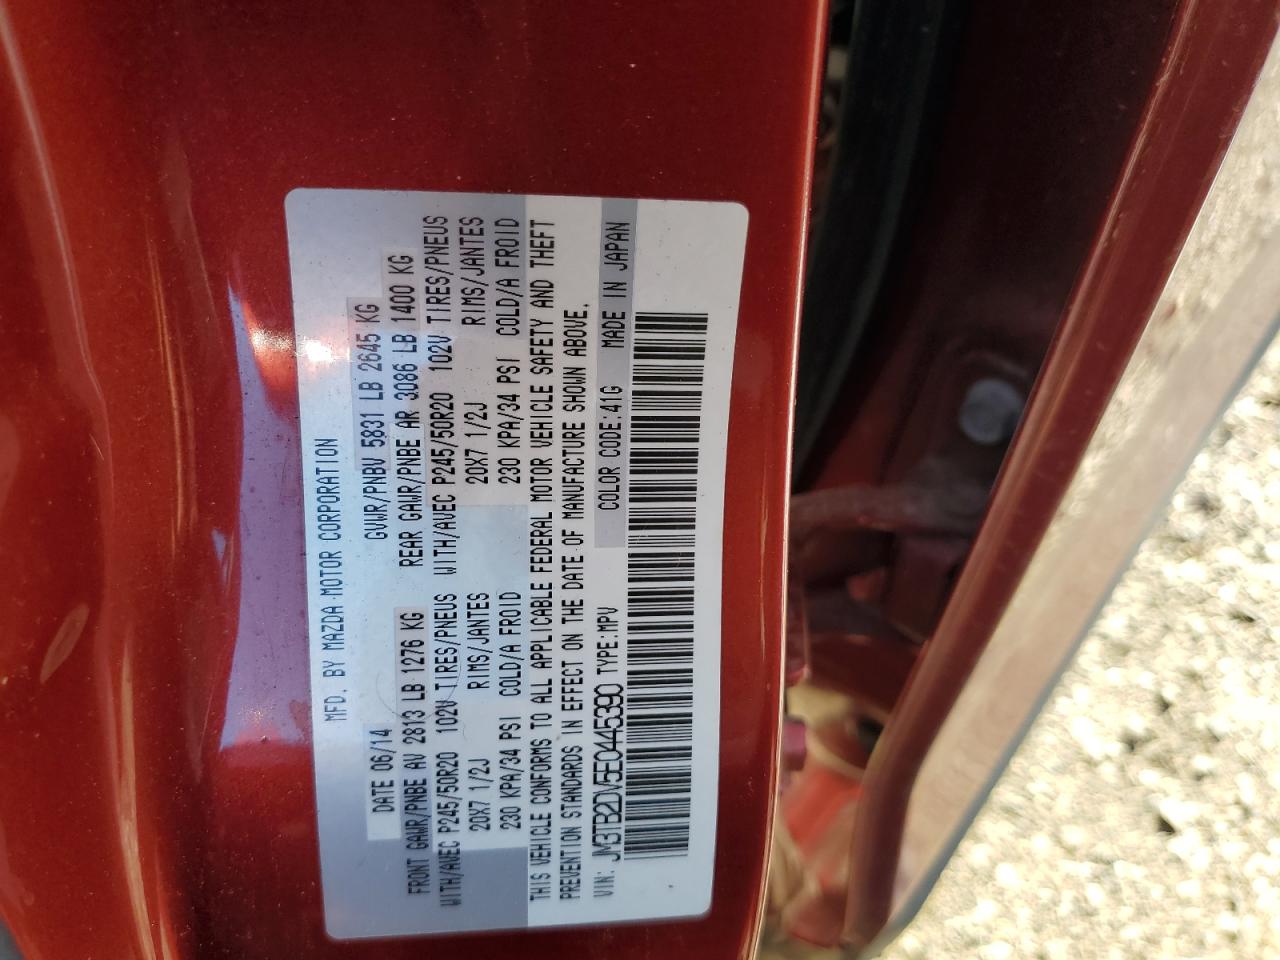 MFD. BY MAZDA MOTOR CORPORATION
DATE 06/14 GVWR/PNBV 5831 LB 2645 KG
FRONT GAWR/PNBE AV 2813 LB 1276 KG REAR GAWR/PNBE AR 3086 LB 1400 KG
WITH/AVEC P245/50R20 102V TIRES/PNEUS WITH/AVEC P245/50R20 102V TIRES/PNEUS
20X7 1/2J RIMS/JANTES 20X7 1/2J RIMS/JANTES
230 KPA/34 PSI COLD/A FROID 230 KPA/34 PSI COLD/A FROID
THIS VEHICLE CONFORMS TO ALL APPLICABLE FEDERAL MOTOR VEHICLE SAFETY AND THEFT
PREVENTION STANDARDS IN EFFECT ON THE DATE OF MANUFACTURE SHOWN ABOVE.
VIN: JM3TB2DV5E0445390 TYPE:MPV COLOR CODE:41G MADE IN JAPAN